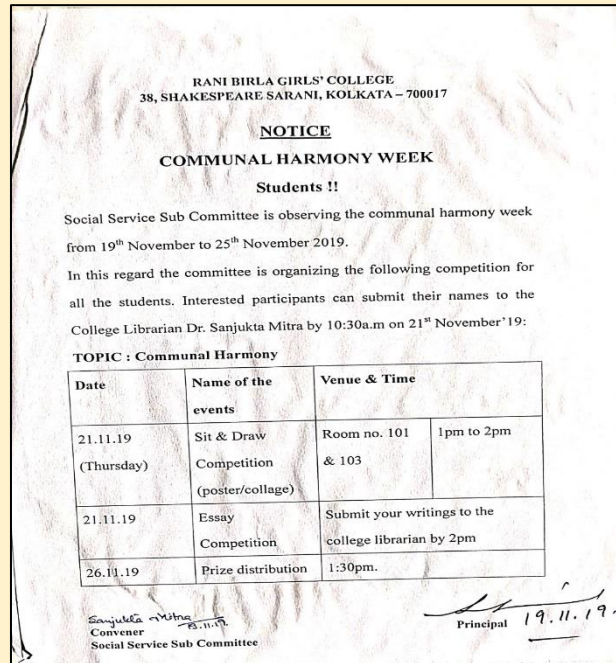 RANI BIRLA GIRLS' COLLEGE
38, SHAKESPEARE SARANI, KOLKATA – 700017
NOTICE
COMMUNAL HARMONY WEEK
Students !!
Social Service Sub Committee is observing the communal harmony week
from 19th November to 25th November 2019.
In this regard the committee is organizing the following competition for
all the students. Interested participants can submit their names to the
College Librarian Dr. Sanjukta Mitra by 10:30a.m on 21st November'19:
TOPIC : Communal Harmony
Date Name of the events Venue & Time
21.11.19 (Thursday) Sit & Draw Competition (poster/collage) Room no. 101 & 103 1pm to 2pm
21.11.19 Essay Competition Submit your writings to the college librarian by 2pm
26.11.19 Prize distribution 1:30pm.
Sanjukta Mitra
Convener
Social Service Sub Committee
Principal 19.11.19.